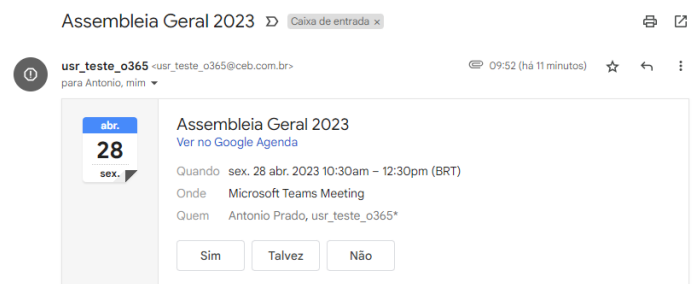 Assembleia Geral 2023 Caixa de entrada ×
usr_teste_o365 <usr_teste_o365@ceb.com.br> 09:52 (há 11 minutos)
para Antonio, mim
abr.
28
sex.
Assembleia Geral 2023
Ver no Google Agenda
Quando sex. 28 abr. 2023 10:30am – 12:30pm (BRT)
Onde Microsoft Teams Meeting
Quem Antonio Prado, usr_teste_o365*
Sim Talvez Não